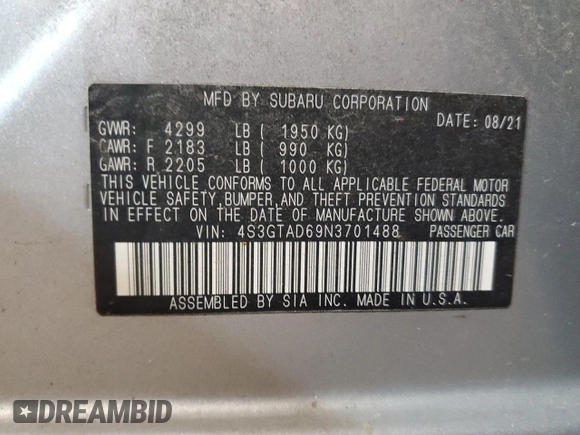 MFD BY SUBARU CORPORATION
DATE: 08/21
GVWR: 4299 LB ( 1950 KG)
GAWR: F 2183 LB ( 990 KG)
GAWR: R 2205 LB ( 1000 KG)
THIS VEHICLE CONFORMS TO ALL APPLICABLE FEDERAL MOTOR
VEHICLE SAFETY, BUMPER, AND THEFT PREVENTION STANDARDS
IN EFFECT ON THE DATE OF MANUFACTURE SHOWN ABOVE.
VIN: 4S3GTAD69N3701488 PASSENGER CAR
ASSEMBLED BY SIA INC. MADE IN U.S.A.
DREAMBID